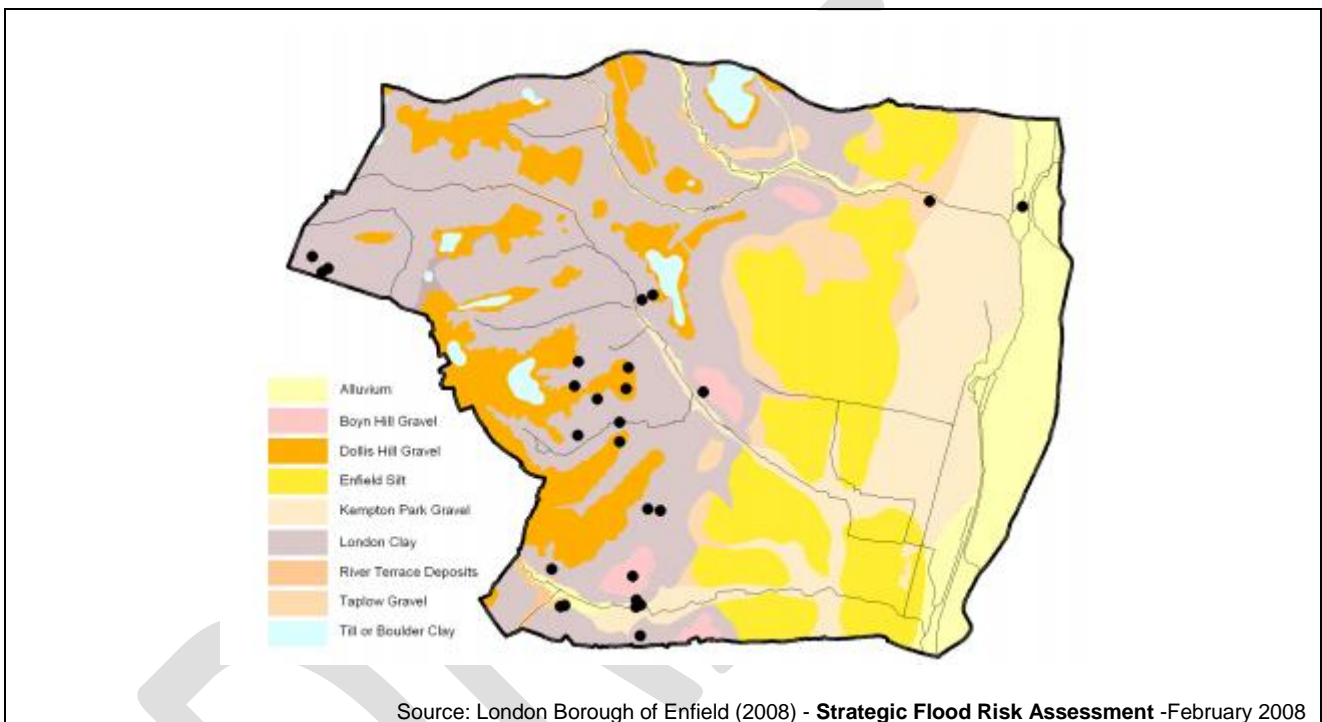 Alluvium
Boyn Hill Gravel
Dollis Hill Gravel
Enfield Silt
Kempton Park Gravel
London Clay
River Terrace Deposits
Taplow Gravel
Till or Boulder Clay
Source: London Borough of Enfield (2008) - Strategic Flood Risk Assessment -February 2008